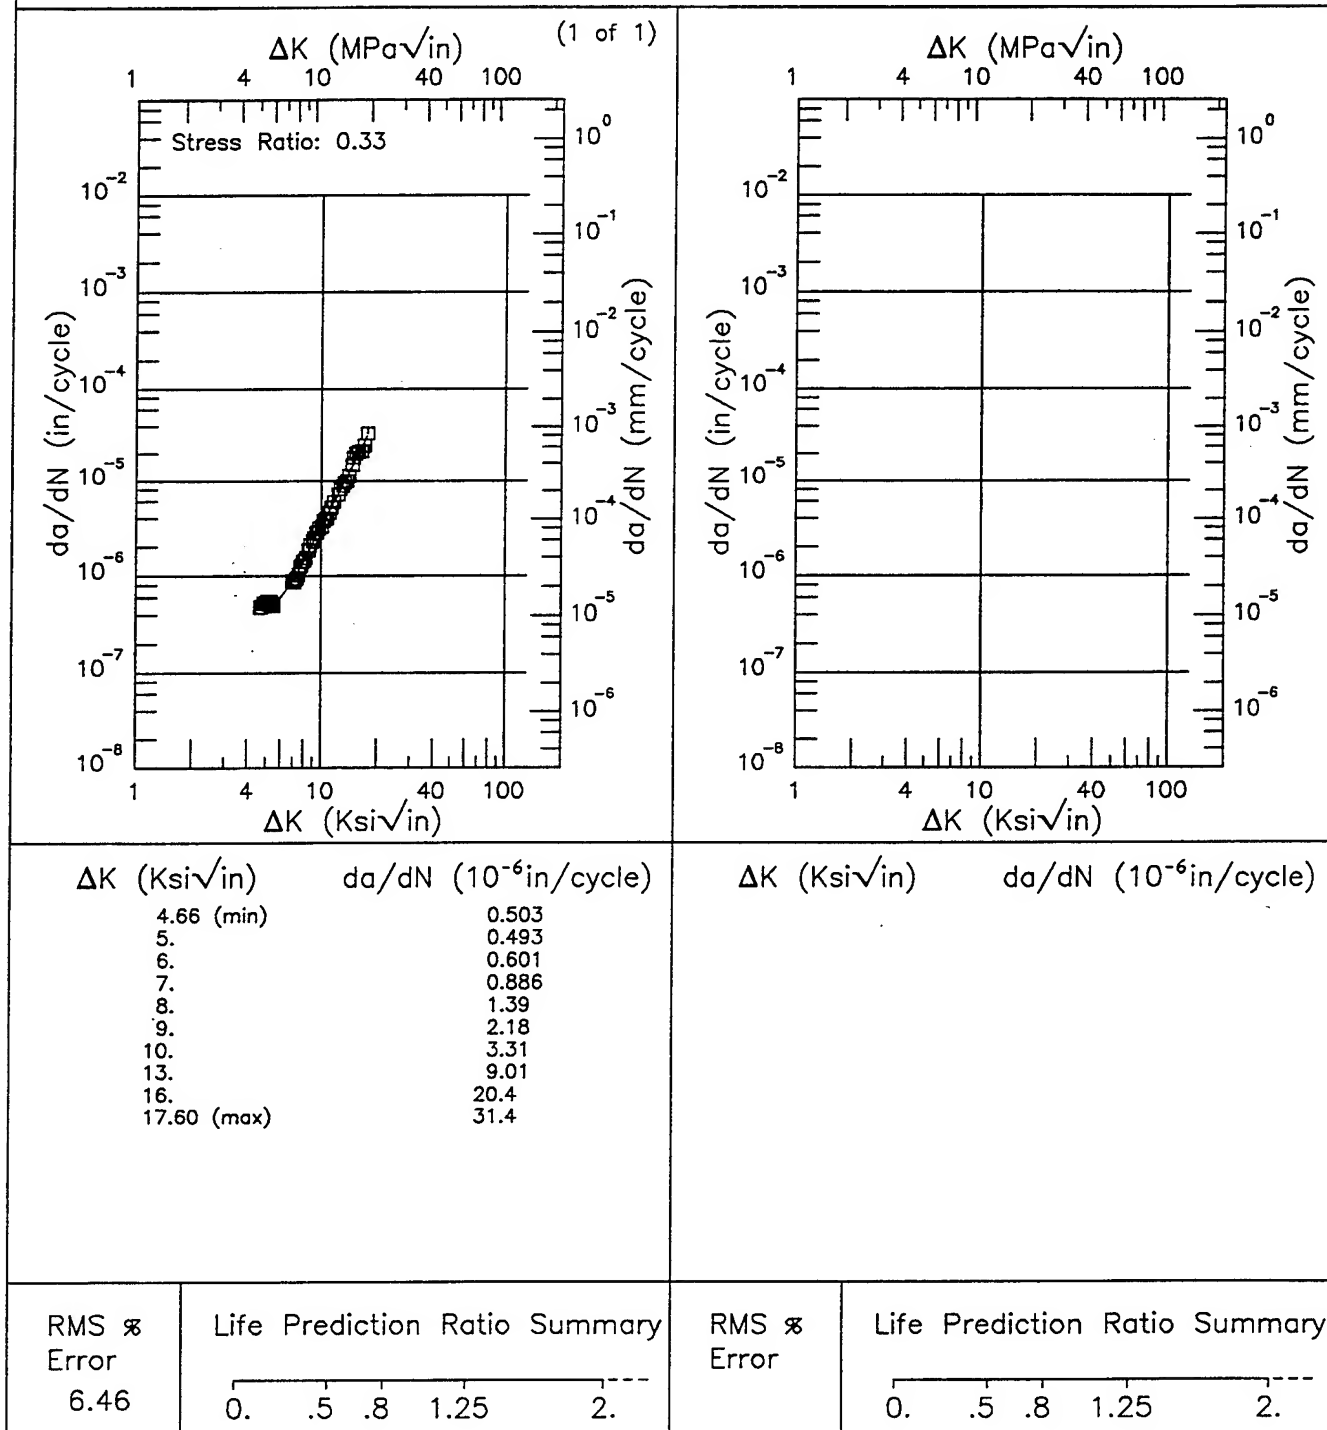 (1 of 1)
ΔK (MPa√in)
1 4 10 40 100
Stress Ratio: 0.33
da/dN (in/cycle)
10⁻²
10⁻³
10⁻⁴
10⁻⁵
10⁻⁶
10⁻⁷
10⁻⁸
10⁰
10⁻¹
10⁻²
10⁻³
10⁻⁴
10⁻⁵
10⁻⁶
da/dN (mm/cycle)
1 4 10 40 100
ΔK (Ksi√in)
ΔK (MPa√in)
1 4 10 40 100
da/dN (in/cycle)
10⁻²
10⁻³
10⁻⁴
10⁻⁵
10⁻⁶
10⁻⁷
10⁻⁸
10⁰
10⁻¹
10⁻²
10⁻³
10⁻⁴
10⁻⁵
10⁻⁶
da/dN (mm/cycle)
1 4 10 40 100
ΔK (Ksi√in)
ΔK (Ksi√in) da/dN (10⁻⁶in/cycle)
4.66 (min) 0.503
5. 0.493
6. 0.601
7. 0.886
8. 1.39
9. 2.18
10. 3.31
13. 9.01
16. 20.4
17.60 (max) 31.4
ΔK (Ksi√in) da/dN (10⁻⁶in/cycle)
RMS %
Error
6.46
Life Prediction Ratio Summary
0. .5 .8 1.25 2.
RMS %
Error
Life Prediction Ratio Summary
0. .5 .8 1.25 2.